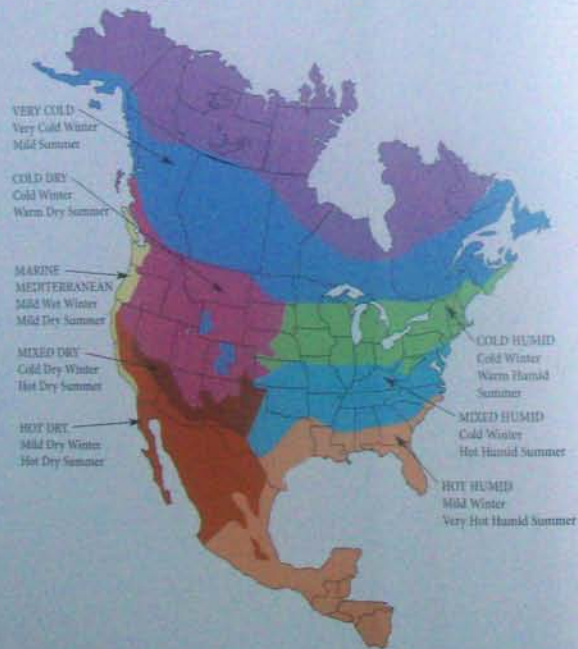 VERY COLD
Very Cold Winter
Mild Summer
COLD DRY
Cold Winter
Warm Dry Summer
MARINE
MEDITERRANEAN
Mild Wet Winter
Mild Dry Summer
MIXED DRY
Cold Dry Winter
Hot Dry Summer
HOT DRY
Mild Dry Winter
Hot Dry Summer
COLD HUMID
Cold Winter
Warm Humid
Summer
MIXED HUMID
Cold Winter
Hot Humid Summer
HOT HUMID
Mild Winter
Very Hot Humid Summer